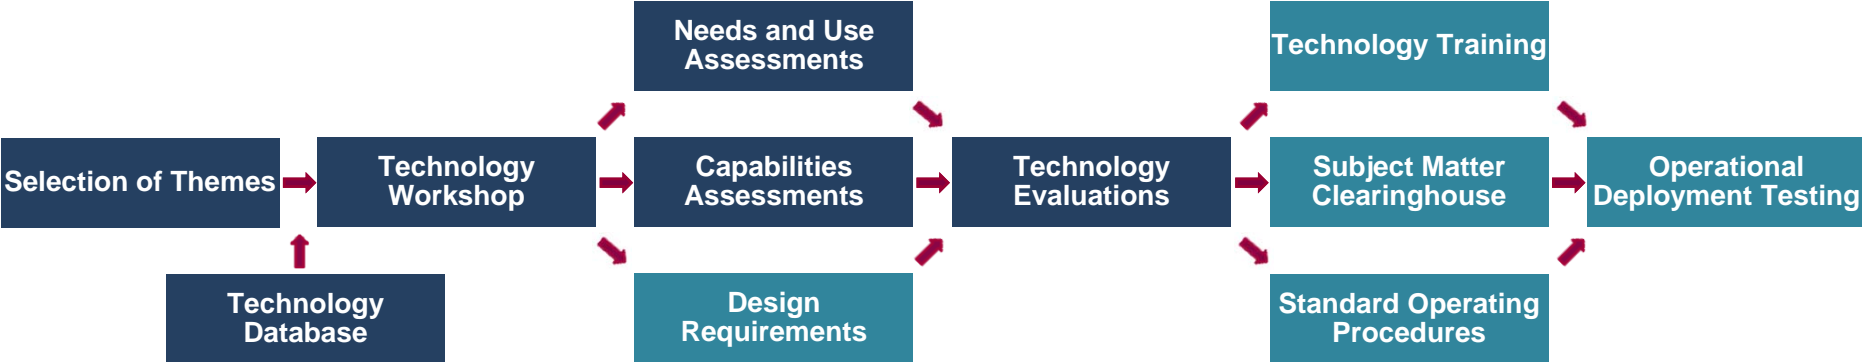 Selection of Themes
Technology
Database
Technology
Workshop
Needs and Use
Assessments
Capabilities
Assessments
Design
Requirements
Technology
Evaluations
Technology Training
Subject Matter
Clearinghouse
Standard Operating
Procedures
Operational
Deployment Testing